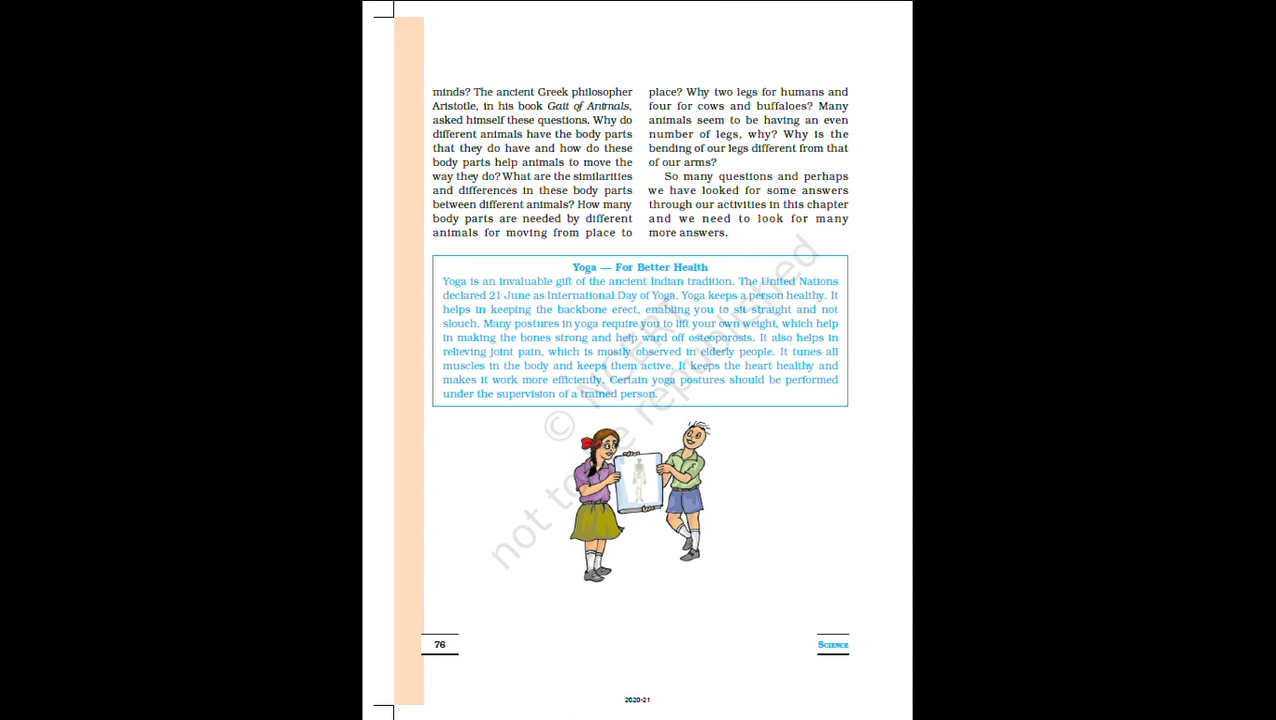 minds? The ancient Greek philosopher
Aristotle, in his book Gait of Animals,
asked himself these questions. Why do
different animals have the body parts
that they do have and how do these
body parts help animals to move the
way they do? What are the similarities
and differences in these body parts
between different animals? How many
body parts are needed by different
animals for moving from place to
place? Why two legs for humans and
four for cows and buffaloes? Many
animals seem to be having an even
number of legs, why? Why is the
bending of our legs different from that
of our arms?
So many questions and perhaps
we have looked for some answers
through our activities in this chapter
and we need to look for many
more answers.
Yoga — For Better Health
Yoga is an invaluable gift of the ancient Indian tradition. The United Nations
declared 21 June as International Day of Yoga. Yoga keeps a person healthy. It
helps in keeping the backbone erect, enabling you to sit straight and not
slouch. Many postures in yoga require you to lift your own weight, which help
in making the bones strong and help ward off osteoporosis. It also helps in
relieving joint pain, which is mostly observed in elderly people. It tunes all
muscles in the body and keeps them active. It keeps the heart healthy and
makes it work more efficiently. Certain yoga postures should be performed
under the supervision of a trained person.
© NCERT
not to be republished
76
SCIENCE
2020-21